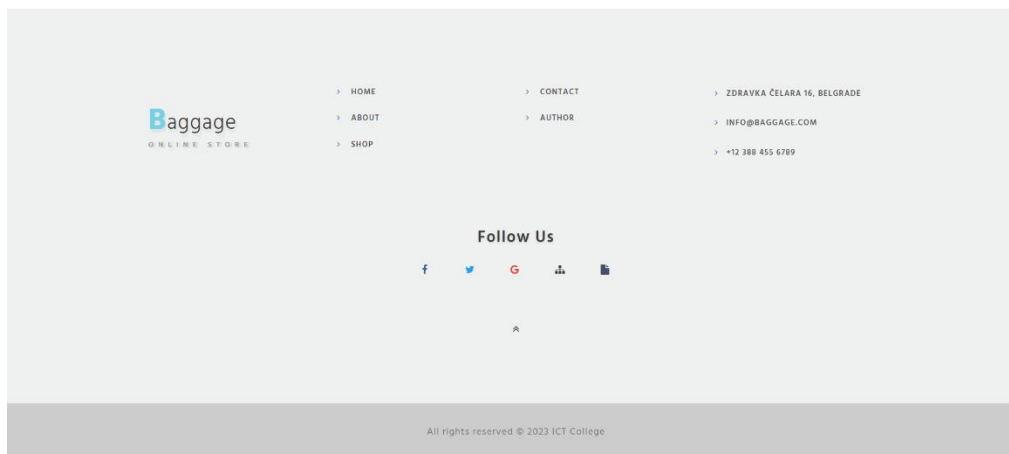 Baggage
ONLINE STORE
HOME
ABOUT
SHOP
CONTACT
AUTHOR
ZDRAVKA ČELARA 16, BELGRADE
INFO@BAGGAGE.COM
+12 388 455 6789
Follow Us
All rights reserved © 2023 ICT College